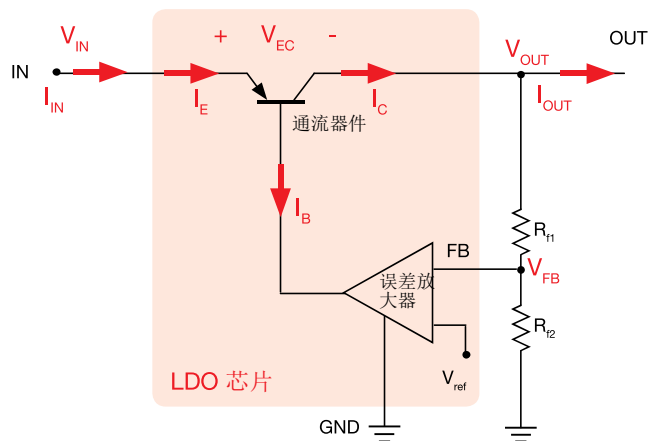 V_IN
+ V_EC -
OUT
V_OUT
IN
I_IN
I_E
I_C
I_OUT
通流器件
I_B
R_f1
FB
V_FB
误差放
大器
R_f2
LDO 芯片
V_ref
GND